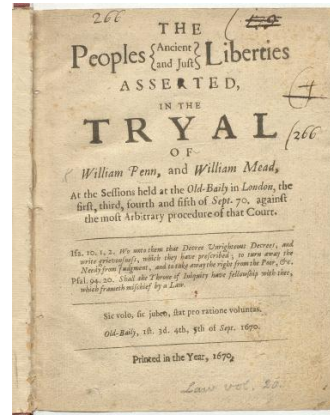 266
THE
Peoples {Ancient and Just} Liberties
ASSERTED,
IN THE
TRYAL
OF
William Penn, and William Mead,
At the Sessions held at the Old-Baily in London, the
first, third, fourth and fifth of Sept. 70. against
the most Arbitrary procedure of that Court.
Isa. 10. 1, 2. Wo unto them that Decree Unrighteous Decrees, and
write grievousness, which they have prescribed; to turn away the
Needy from Judgment, and to take away the right from the Poor, &c.
Psal. 94. 20. Shall the Throne of Iniquity have fellowship with thee,
which frameth mischief by a Law.
Sic volo, sic jubeo, stat pro ratione voluntas.
Old-Baily, 1st. 3d. 4th, 5th of Sept. 1670.
Printed in the Year, 1670.
266
Law vol. 20.